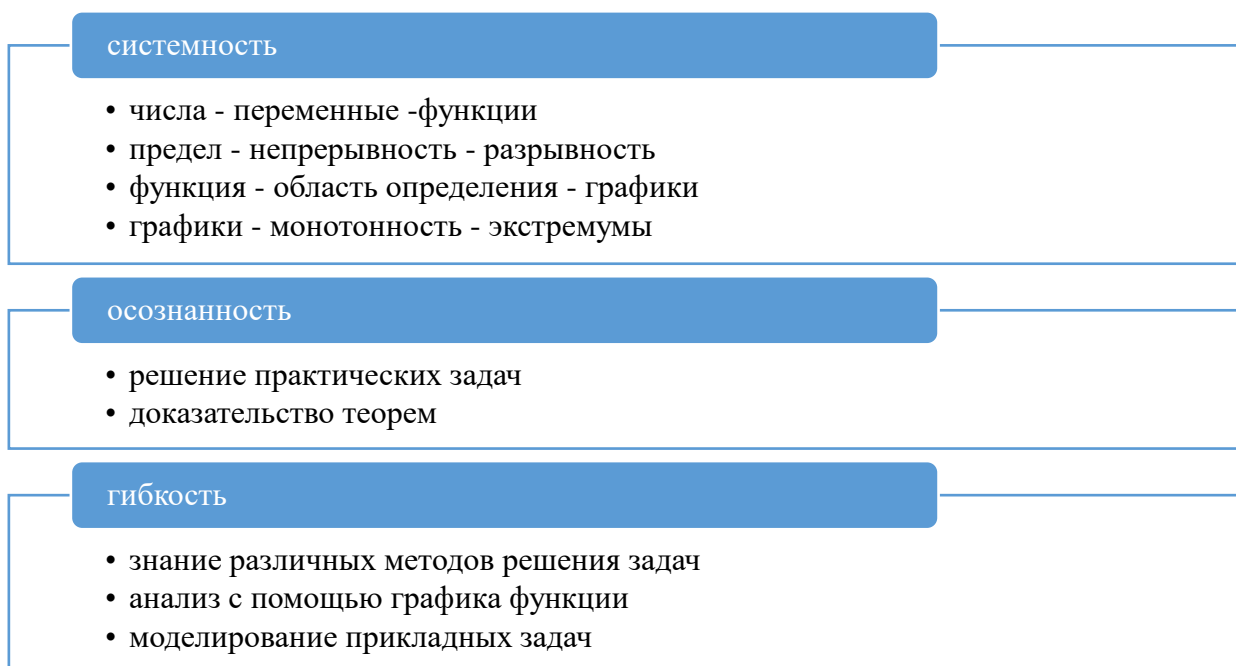 системность
• числа - переменные -функции
• предел - непрерывность - разрывность
• функция - область определения - графики
• графики - монотонность - экстремумы
осознанность
• решение практических задач
• доказательство теорем
гибкость
• знание различных методов решения задач
• анализ с помощью графика функции
• моделирование прикладных задач